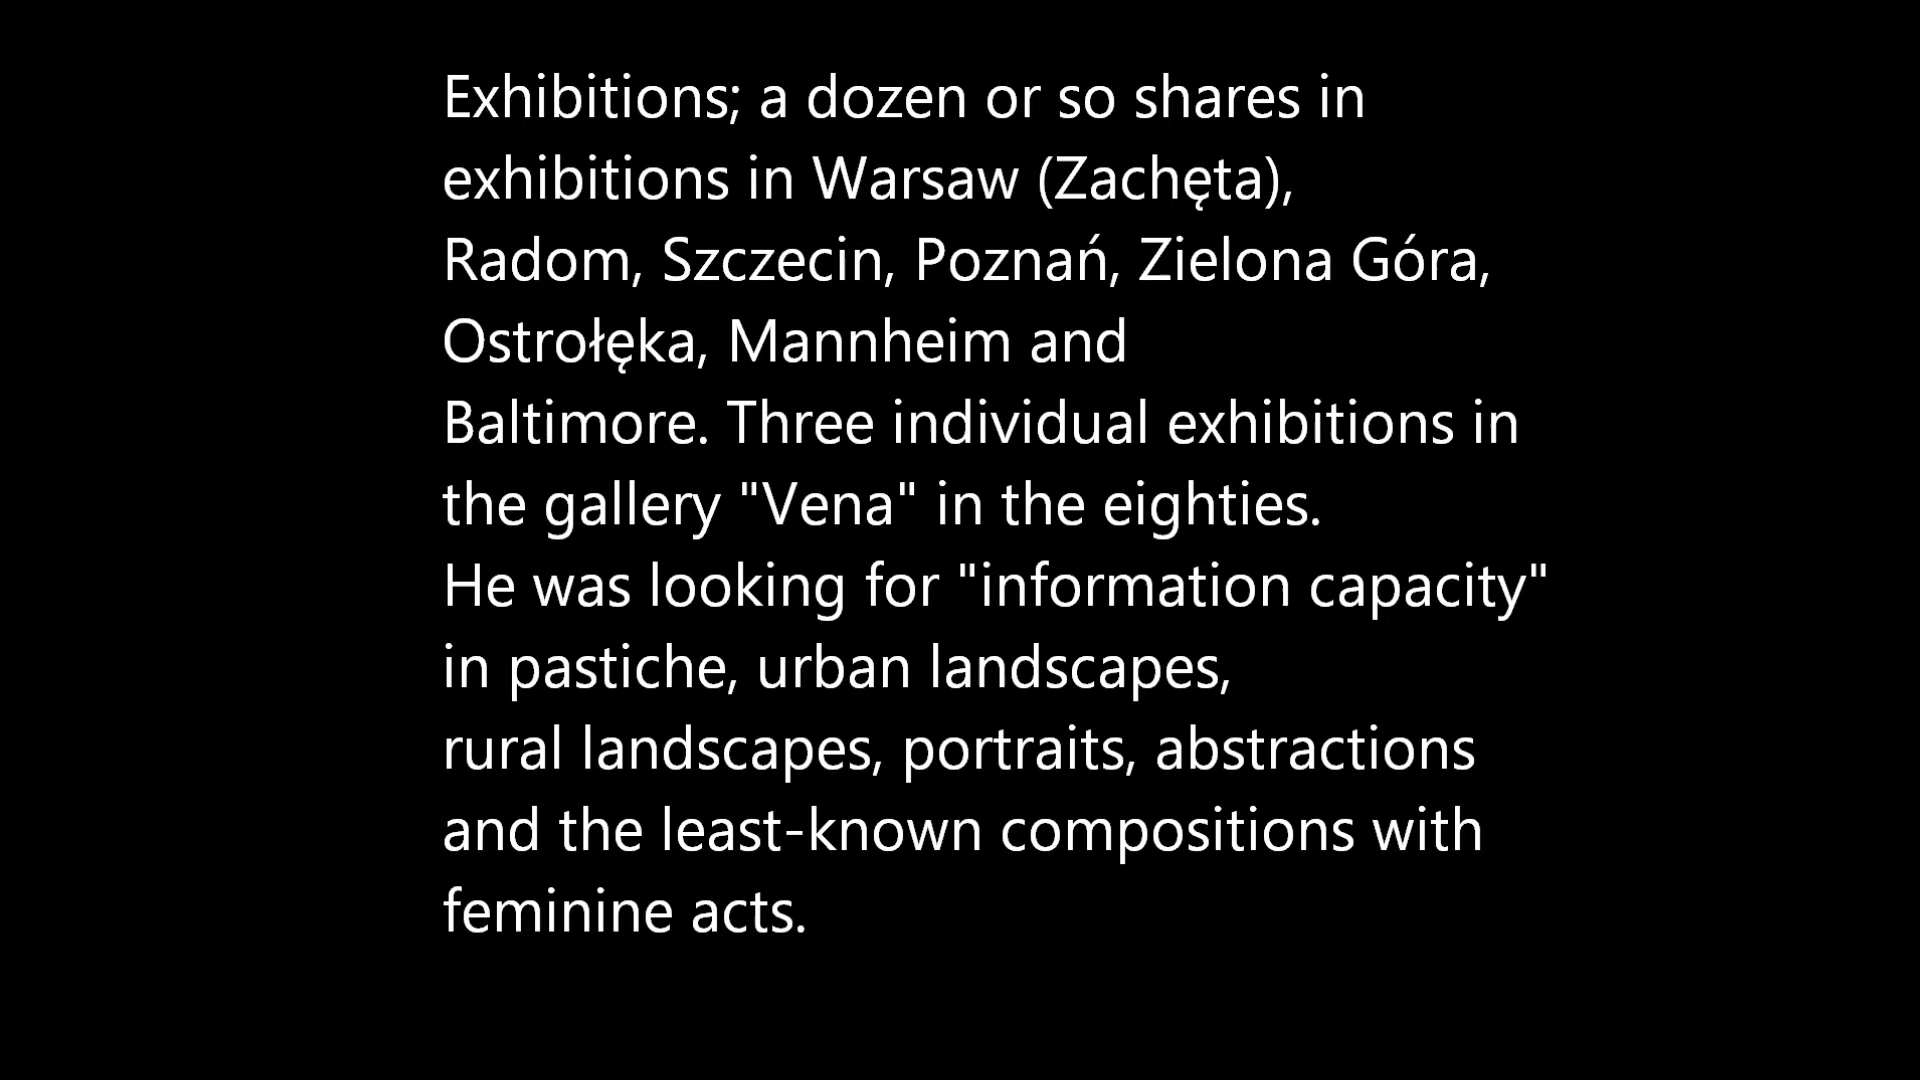 Exhibitions; a dozen or so shares in
exhibitions in Warsaw (Zachęta),
Radom, Szczecin, Poznań, Zielona Góra,
Ostrołęka, Mannheim and
Baltimore. Three individual exhibitions in
the gallery "Vena" in the eighties.
He was looking for "information capacity"
in pastiche, urban landscapes,
rural landscapes, portraits, abstractions
and the least-known compositions with
feminine acts.